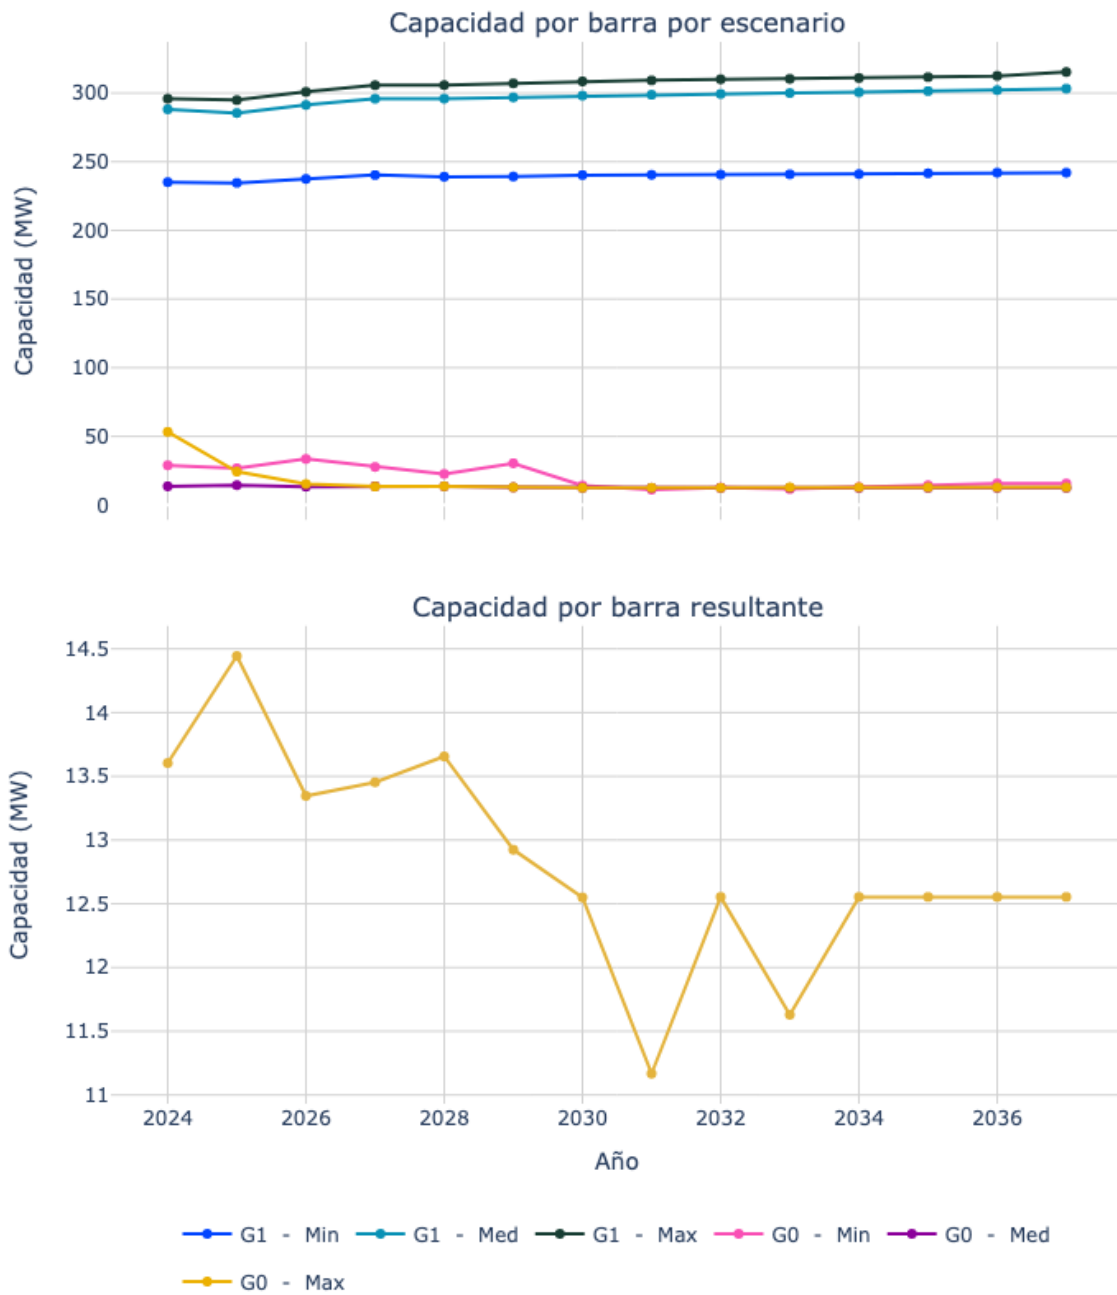 Capacidad por barra por escenario
300
250
200
150
100
50
0
Capacidad (MW)
Capacidad por barra resultante
14.5
14
13.5
13
12.5
12
11.5
11
Capacidad (MW)
2024 2026 2028 2030 2032 2034 2036
Año
G1 - Min G1 - Med G1 - Max G0 - Min G0 - Med
G0 - Max